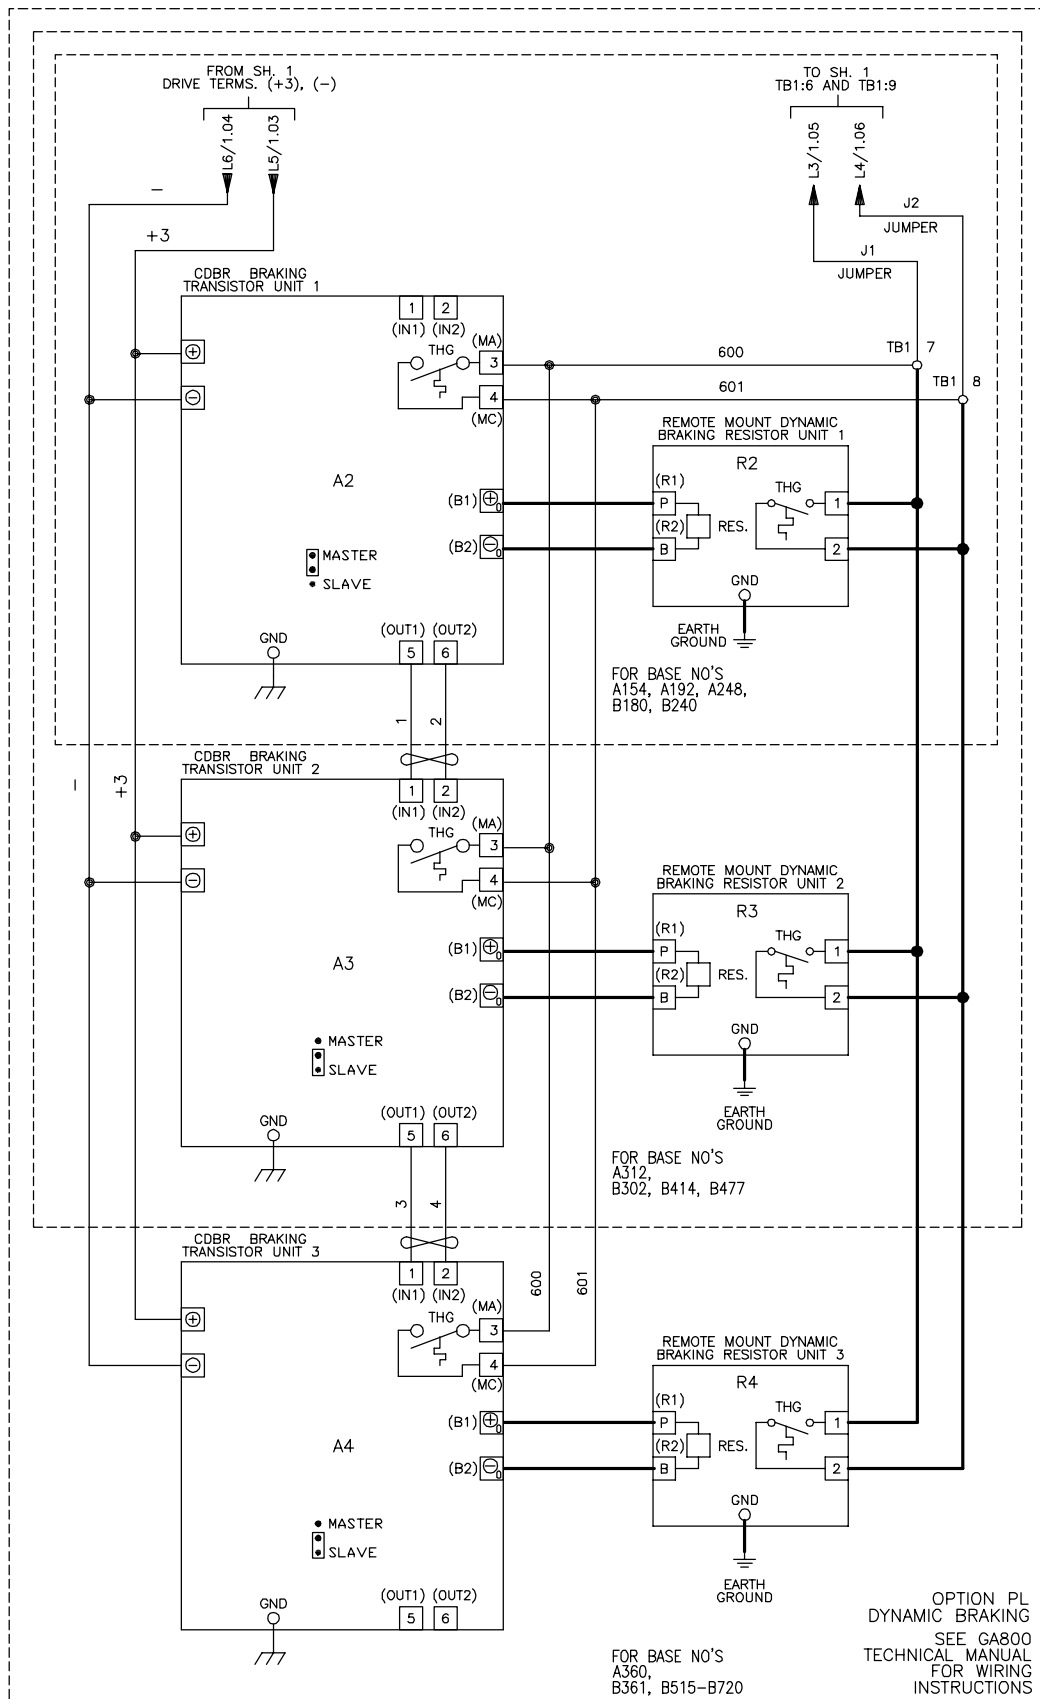 FROM SH. 1
DRIVE TERMS. (+3), (-)
TO SH. 1
TB1:6 AND TB1:9
L6/1.04
L5/1.03
L3/1.05
L4/1.06
-
+3
J2
JUMPER
J1
JUMPER
CDBR BRAKING
TRANSISTOR UNIT 1
1 2
(IN1) (IN2)
THG
(MA)
3
4
(MC)
600
601
TB1 7
TB1 8
A2
(B1)
(B2)
MASTER
SLAVE
GND
(OUT1) (OUT2)
5 6
REMOTE MOUNT DYNAMIC
BRAKING RESISTOR UNIT 1
R2
(R1)
P
(R2)
B
RES.
THG
1
2
GND
EARTH
GROUND
FOR BASE NO'S
A154, A192, A248,
B180, B240
1
2
-
+3
CDBR BRAKING
TRANSISTOR UNIT 2
1 2
(IN1) (IN2)
THG
(MA)
3
4
(MC)
A3
(B1)
(B2)
MASTER
SLAVE
GND
(OUT1) (OUT2)
5 6
REMOTE MOUNT DYNAMIC
BRAKING RESISTOR UNIT 2
R3
(R1)
P
(R2)
B
RES.
THG
1
2
GND
EARTH
GROUND
FOR BASE NO'S
A312,
B302, B414, B477
3
4
CDBR BRAKING
TRANSISTOR UNIT 3
1 2
(IN1) (IN2)
THG
(MA)
3
4
(MC)
600
601
A4
(B1)
(B2)
MASTER
SLAVE
GND
(OUT1) (OUT2)
5 6
REMOTE MOUNT DYNAMIC
BRAKING RESISTOR UNIT 3
R4
(R1)
P
(R2)
B
RES.
THG
1
2
GND
EARTH
GROUND
FOR BASE NO'S
A360,
B361, B515-B720
OPTION PL
DYNAMIC BRAKING
SEE GA800
TECHNICAL MANUAL
FOR WIRING
INSTRUCTIONS